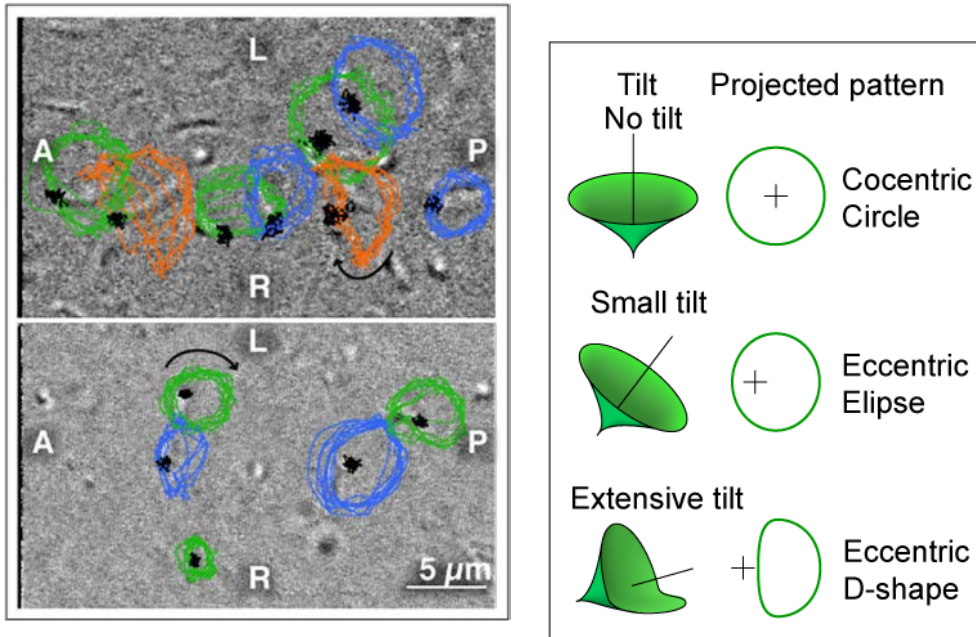 L
A
P
R
L
A
P
R
5 µm
Tilt
Projected pattern
No tilt
Cocentric
Circle
Small tilt
Eccentric
Elipse
Extensive tilt
Eccentric
D-shape